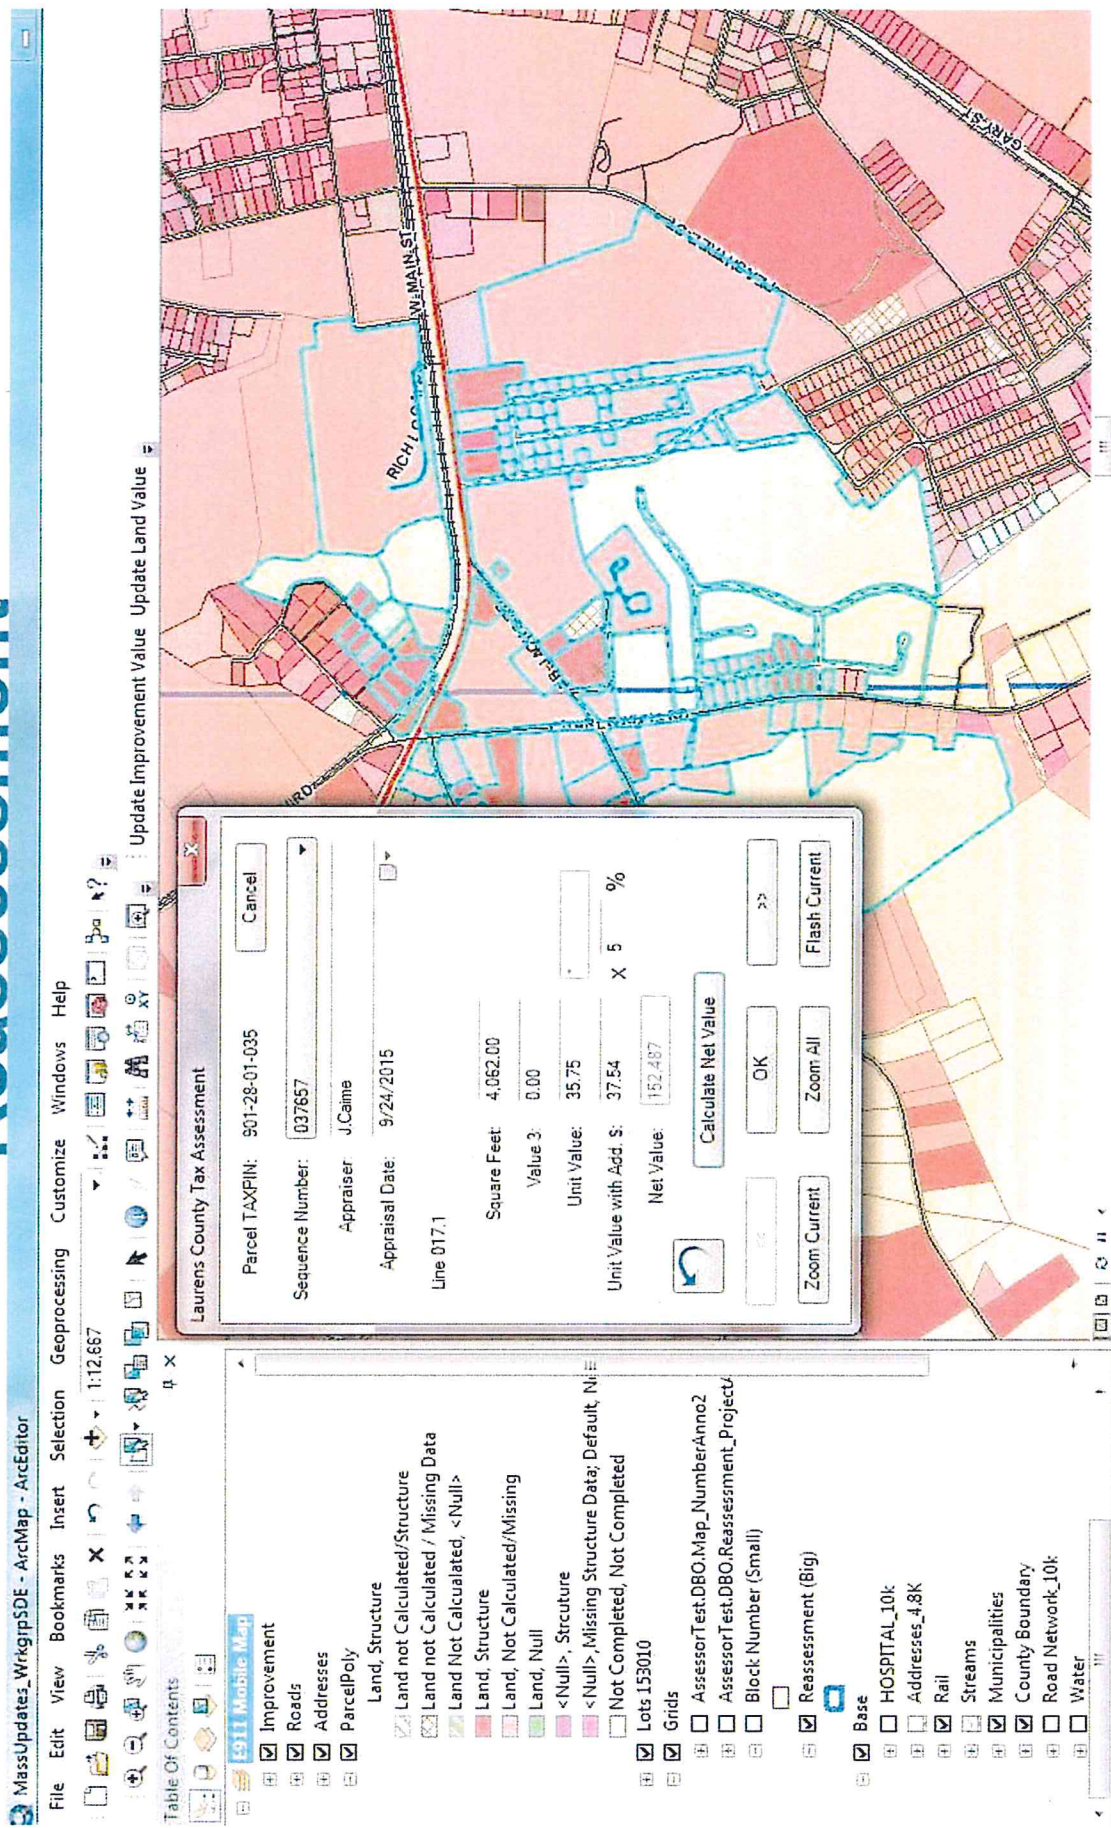 MassUpdates_WrkgrpSDE - ArcMap - ArcEditor
File Edit View Bookmarks Insert Selection Geoprocessing Customize Windows Help
1:12,667
Update Improvement Value Update Land Value
Table Of Contents
E911 Mobile Map
Improvement
Roads
Addresses
ParcelPoly
Land, Structure
Land not Calculated/Structure
Land not Calculated / Missing Data
Land Not Calcualated, <Null>
Land, Structure
Land, Not Calculated/Missing
Land, Null
<Null>, Strcuture
<Null>,Missing Structure Data; Default, N
Not Completed, Not Completed
Lots 153010
Grids
AssessorTest.DBO.Map_NumberAnno2
AssessorTest.DBO.Reassessment_Project
Block Number (Small)
Reassessment (Big)
Base
HOSPITAL_10k
Addresses_4.8K
Rail
Streams
Municipalities
County Boundary
Road Network_10k
Water
Laurens County Tax Assessment
Parcel TAXPIN: 901-28-01-035
Cancel
Sequence Number: 037657
Appraiser: J.Caime
Appraisal Date: 9/24/2015
Line 017.1
Square Feet: 4,062.00
Value 3: 0.00
Unit Value: 35.75 *
Unit Value with Add. $: 37.54 X 5 %
Net Value: 152,487
Calculate Net Value
<< OK >>
Zoom Current Zoom All Flash Current
W MAIN ST
GARY ST